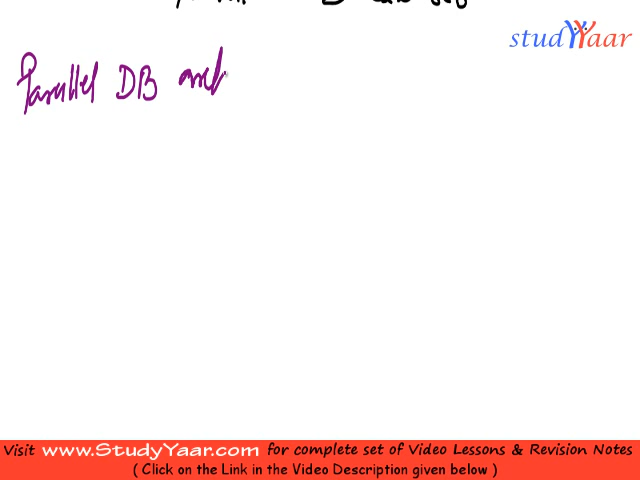 studYYaar
Parallel DB arch
Visit www.StudyYaar.com for complete set of Video Lessons & Revision Notes
( Click on the Link in the Video Description given below )